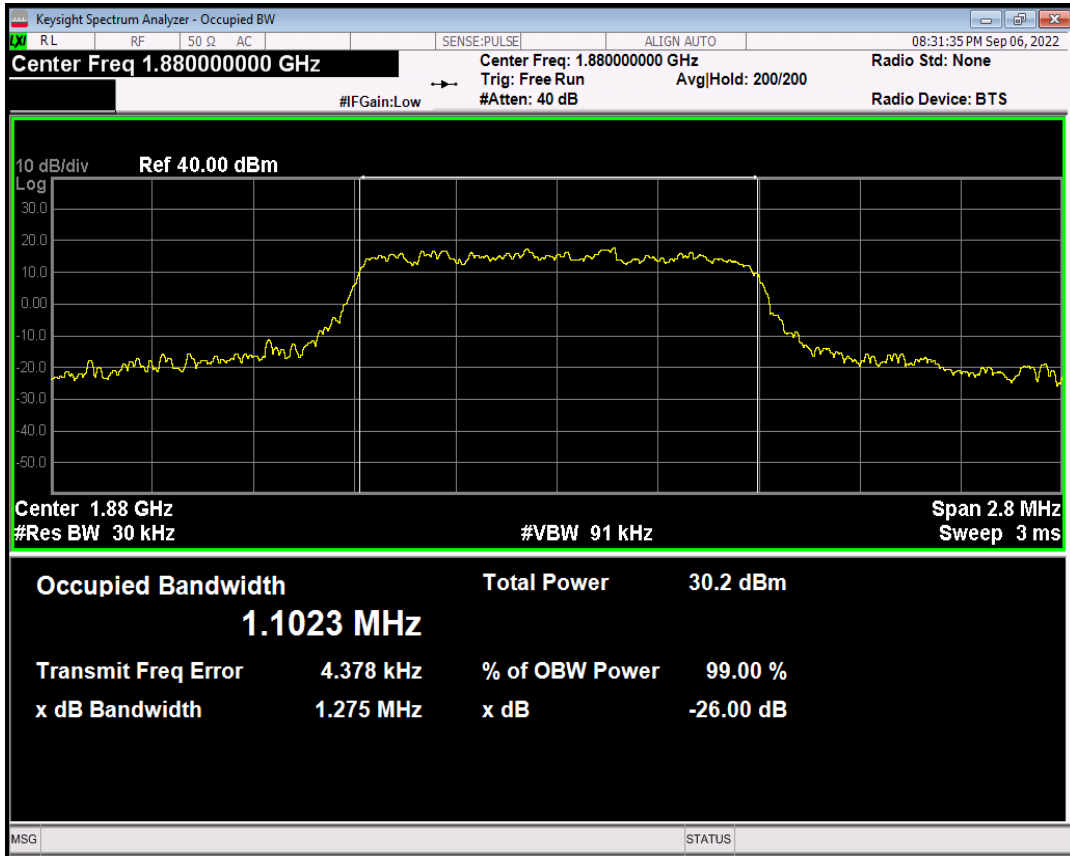 Keysight Spectrum Analyzer - Occupied BW
LXI RL RF 50 Ω AC SENSE:PULSE ALIGN AUTO 08:31:35 PM Sep 06, 2022
Center Freq 1.880000000 GHz Center Freq: 1.880000000 GHz Radio Std: None
Trig: Free Run Avg|Hold: 200/200
#IFGain:Low #Atten: 40 dB Radio Device: BTS
10 dB/div Ref 40.00 dBm
Log
30.0
20.0
10.0
0.00
-10.0
-20.0
-30.0
-40.0
-50.0
Center 1.88 GHz Span 2.8 MHz
#Res BW 30 kHz #VBW 91 kHz Sweep 3 ms
Occupied Bandwidth Total Power 30.2 dBm
1.1023 MHz
Transmit Freq Error 4.378 kHz % of OBW Power 99.00 %
x dB Bandwidth 1.275 MHz x dB -26.00 dB
MSG STATUS